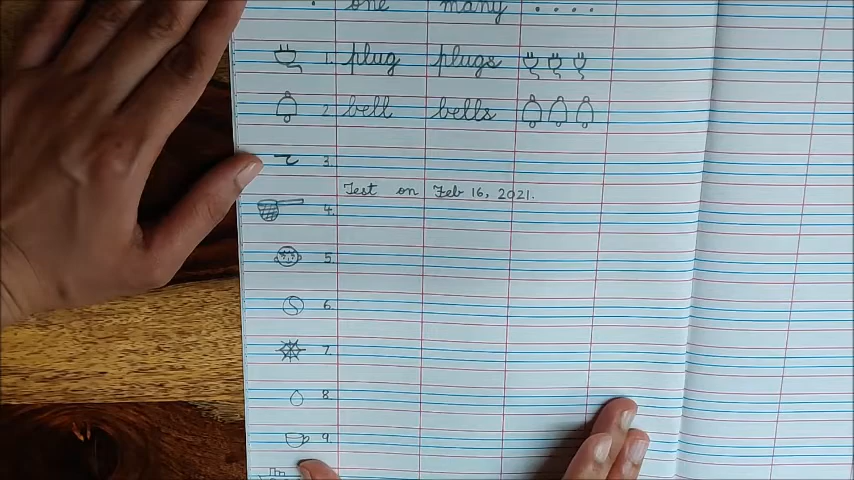 one many ....
1. plug plugs
2. bell bells
3.
Test on Feb 16, 2021.
4.
5.
6.
7.
8.
9.